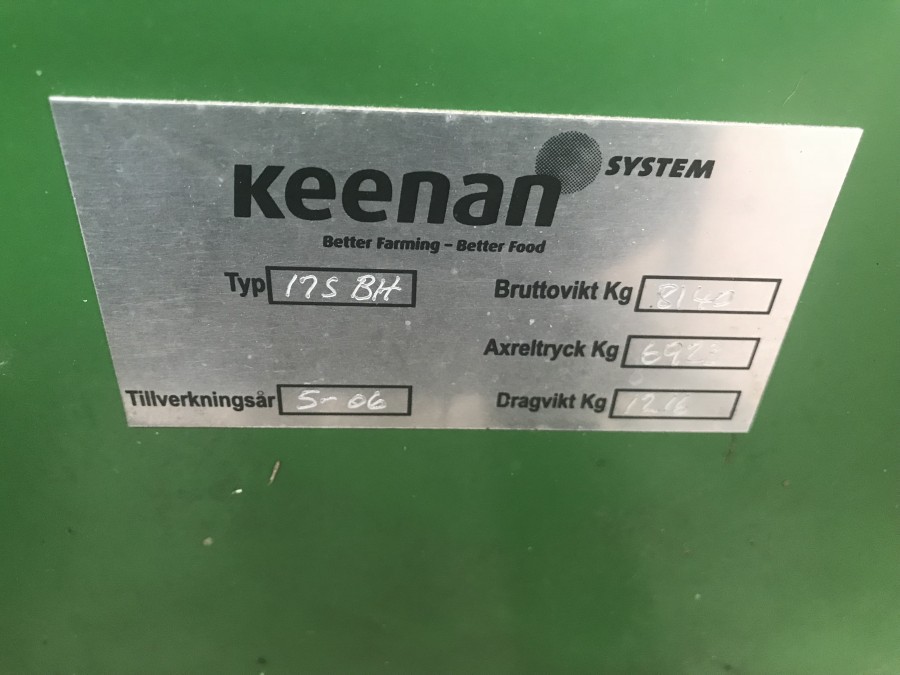 Keenan SYSTEM
Better Farming – Better Food
Typ 175 BH
Bruttovikt Kg 8140
Axreltryck Kg
Tillverkningsår 5-06
Dragvikt Kg